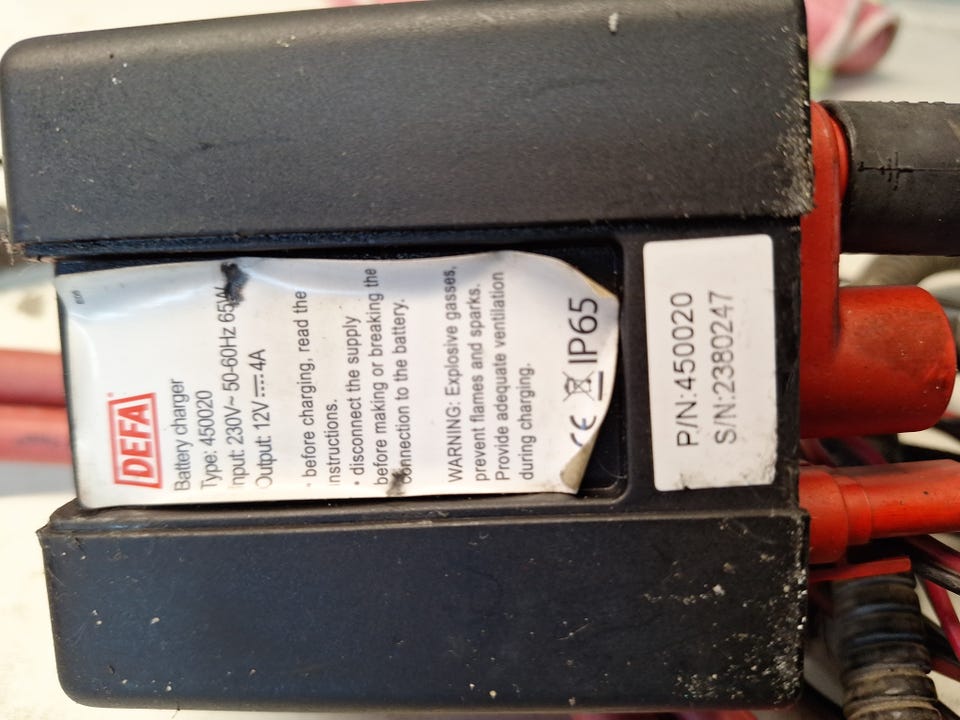 DEFA
Battery charger
Type: 450020
Input: 230V~ 50-60Hz 65W
Output: 12V⎓4A
• before charging, read the
instructions.
• disconnect the supply
before making or breaking the
connection to the battery.
WARNING: Explosive gasses,
prevent flames and sparks.
Provide adequate ventilation
during charging.
CE IP65
P/N:450020
S/N:2380247